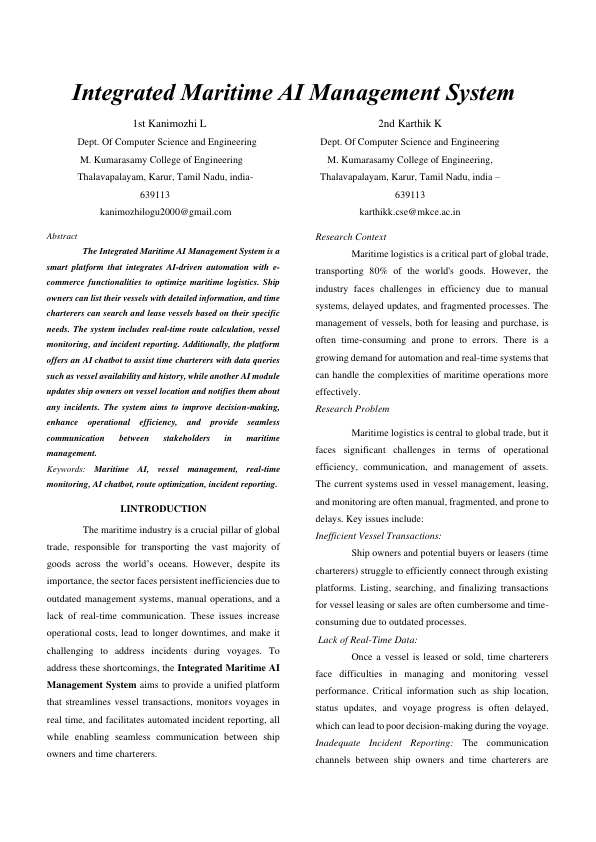 Integrated Maritime AI Management System
1st Kanimozhi L
Dept. Of Computer Science and Engineering
M. Kumarasamy College of Engineering
Thalavapalayam, Karur, Tamil Nadu, india-
639113
kanimozhilogu2000@gmail.com
2nd Karthik K
Dept. Of Computer Science and Engineering
M. Kumarasamy College of Engineering,
Thalavapalayam, Karur, Tamil Nadu, india –
639113
karthikk.cse@mkce.ac.in
Abstract
The Integrated Maritime AI Management System is a
smart platform that integrates AI-driven automation with e-
commerce functionalities to optimize maritime logistics. Ship
owners can list their vessels with detailed information, and time
charterers can search and lease vessels based on their specific
needs. The system includes real-time route calculation, vessel
monitoring, and incident reporting. Additionally, the platform
offers an AI chatbot to assist time charterers with data queries
such as vessel availability and history, while another AI module
updates ship owners on vessel location and notifies them about
any incidents. The system aims to improve decision-making,
enhance operational efficiency, and provide seamless
communication between stakeholders in maritime
management.
Keywords: Maritime AI, vessel management, real-time
monitoring, AI chatbot, route optimization, incident reporting.
I.INTRODUCTION
The maritime industry is a crucial pillar of global
trade, responsible for transporting the vast majority of
goods across the world’s oceans. However, despite its
importance, the sector faces persistent inefficiencies due to
outdated management systems, manual operations, and a
lack of real-time communication. These issues increase
operational costs, lead to longer downtimes, and make it
challenging to address incidents during voyages. To
address these shortcomings, the Integrated Maritime AI
Management System aims to provide a unified platform
that streamlines vessel transactions, monitors voyages in
real time, and facilitates automated incident reporting, all
while enabling seamless communication between ship
owners and time charterers.
Research Context
Maritime logistics is a critical part of global trade,
transporting 80% of the world's goods. However, the
industry faces challenges in efficiency due to manual
systems, delayed updates, and fragmented processes. The
management of vessels, both for leasing and purchase, is
often time-consuming and prone to errors. There is a
growing demand for automation and real-time systems that
can handle the complexities of maritime operations more
effectively.
Research Problem
Maritime logistics is central to global trade, but it
faces significant challenges in terms of operational
efficiency, communication, and management of assets.
The current systems used in vessel management, leasing,
and monitoring are often manual, fragmented, and prone to
delays. Key issues include:
Inefficient Vessel Transactions:
Ship owners and potential buyers or leasers (time
charterers) struggle to efficiently connect through existing
platforms. Listing, searching, and finalizing transactions
for vessel leasing or sales are often cumbersome and time-
consuming due to outdated processes.
Lack of Real-Time Data:
Once a vessel is leased or sold, time charterers
face difficulties in managing and monitoring vessel
performance. Critical information such as ship location,
status updates, and voyage progress is often delayed,
which can lead to poor decision-making during the voyage.
Inadequate Incident Reporting: The communication
channels between ship owners and time charterers are